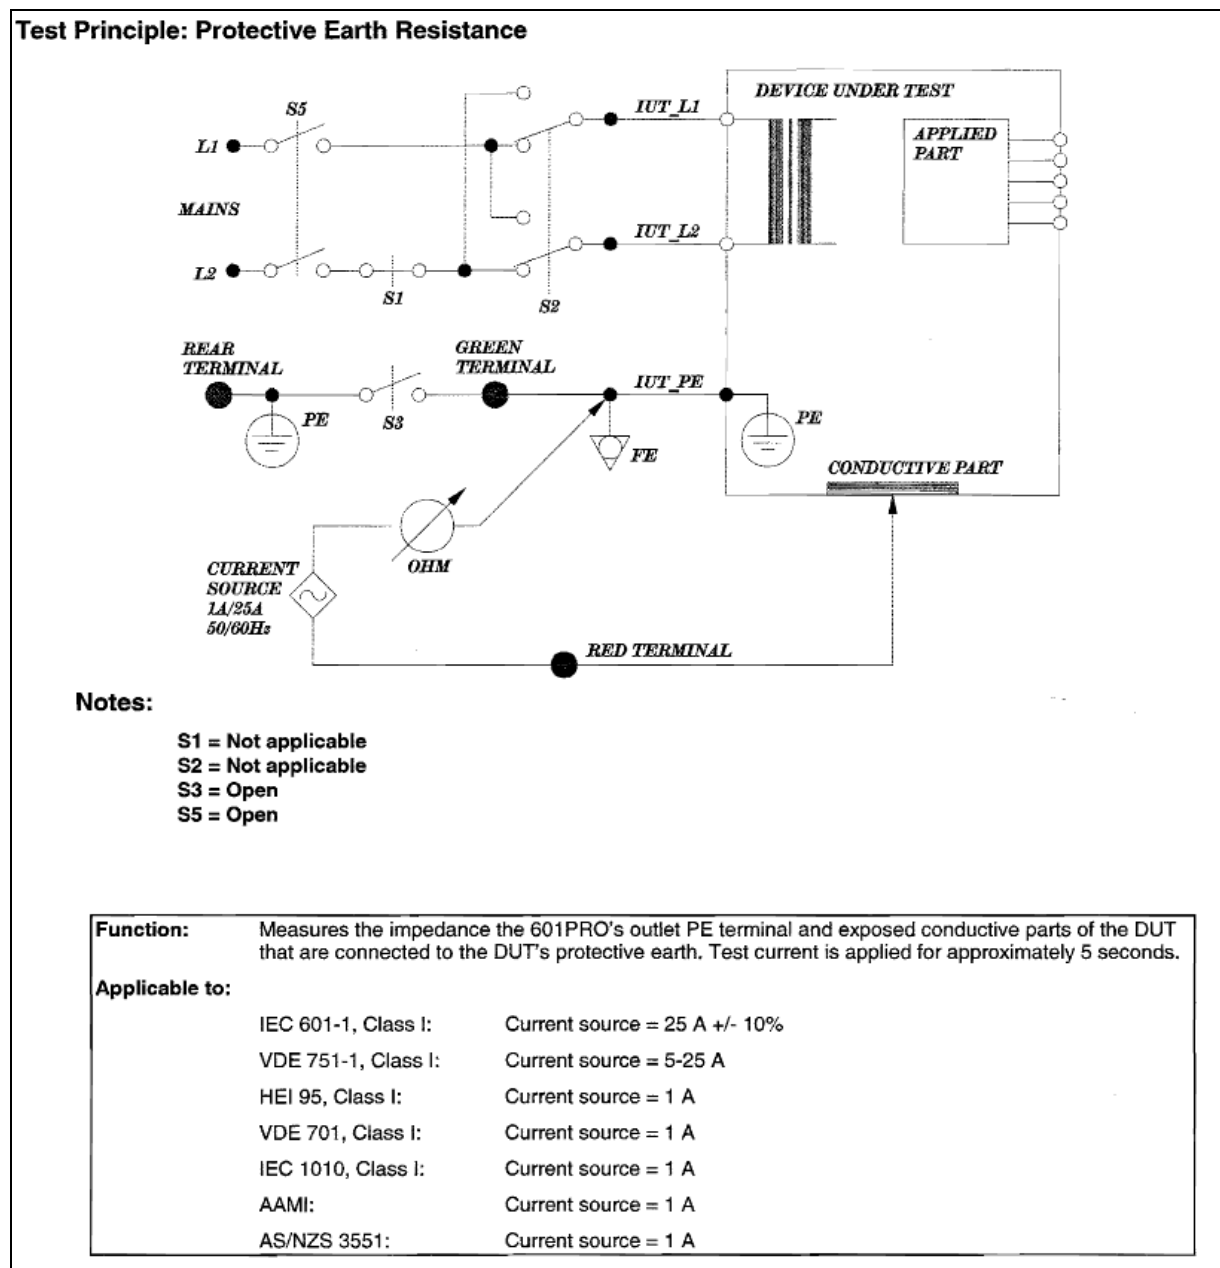 Test Principle: Protective Earth Resistance
S5
IUT_L1
DEVICE UNDER TEST
L1
APPLIED
PART
MAINS
IUT_L2
L2
S1
S2
REAR
TERMINAL
GREEN
TERMINAL
IUT_PE
PE
S3
FE
PE
CONDUCTIVE PART
OHM
CURRENT
SOURCE
1A/25A
50/60Hz
RED TERMINAL
Notes:
S1 = Not applicable
S2 = Not applicable
S3 = Open
S5 = Open
Function: Measures the impedance the 601PRO's outlet PE terminal and exposed conductive parts of the DUT
that are connected to the DUT's protective earth. Test current is applied for approximately 5 seconds.
Applicable to:
IEC 601-1, Class I: Current source = 25 A +/- 10%
VDE 751-1, Class I: Current source = 5-25 A
HEI 95, Class I: Current source = 1 A
VDE 701, Class I: Current source = 1 A
IEC 1010, Class I: Current source = 1 A
AAMI: Current source = 1 A
AS/NZS 3551: Current source = 1 A